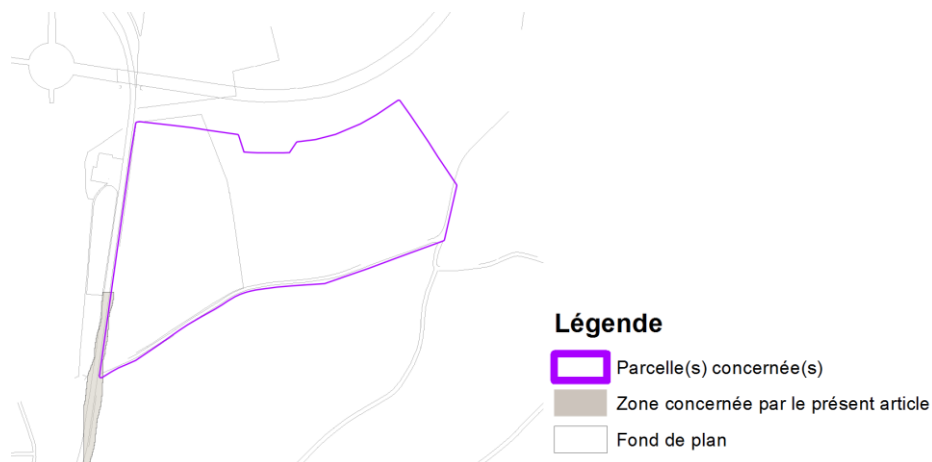 Légende
Parcelle(s) concernée(s)
Zone concernée par le présent article
Fond de plan